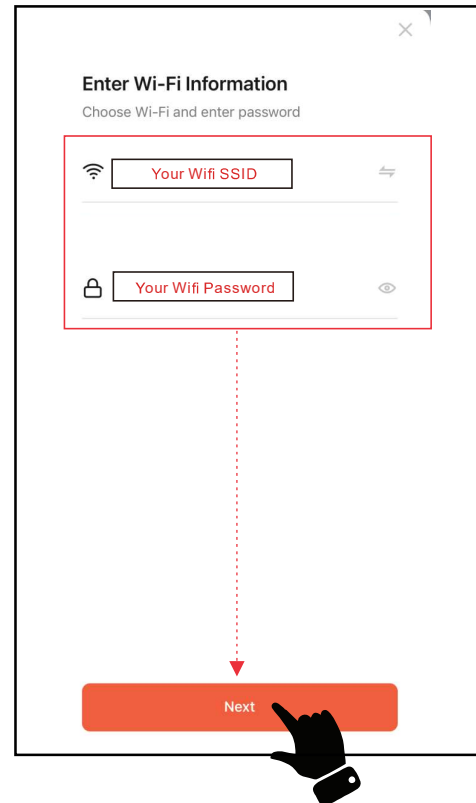 Enter Wi-Fi Information
Choose Wi-Fi and enter password
Your Wifi SSID
Your Wifi Password
Next